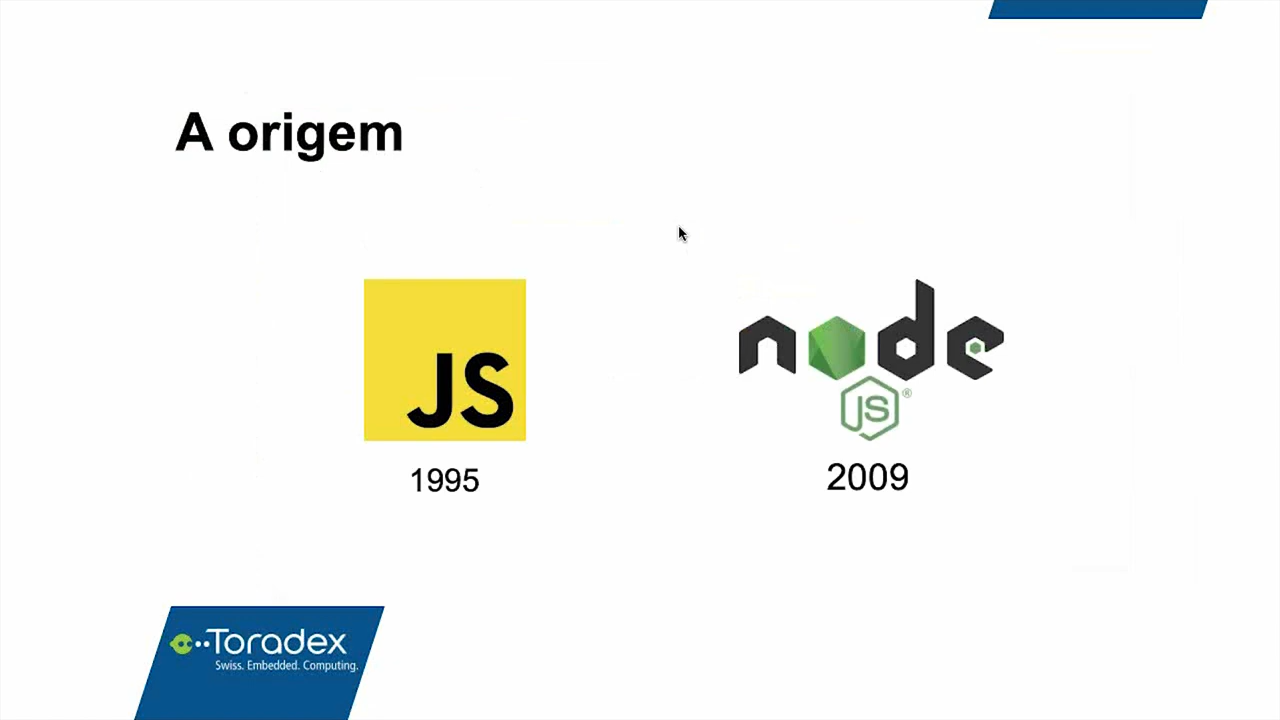 A origem
JS
node
JS®
1995
2009
Toradex
Swiss. Embedded. Computing.